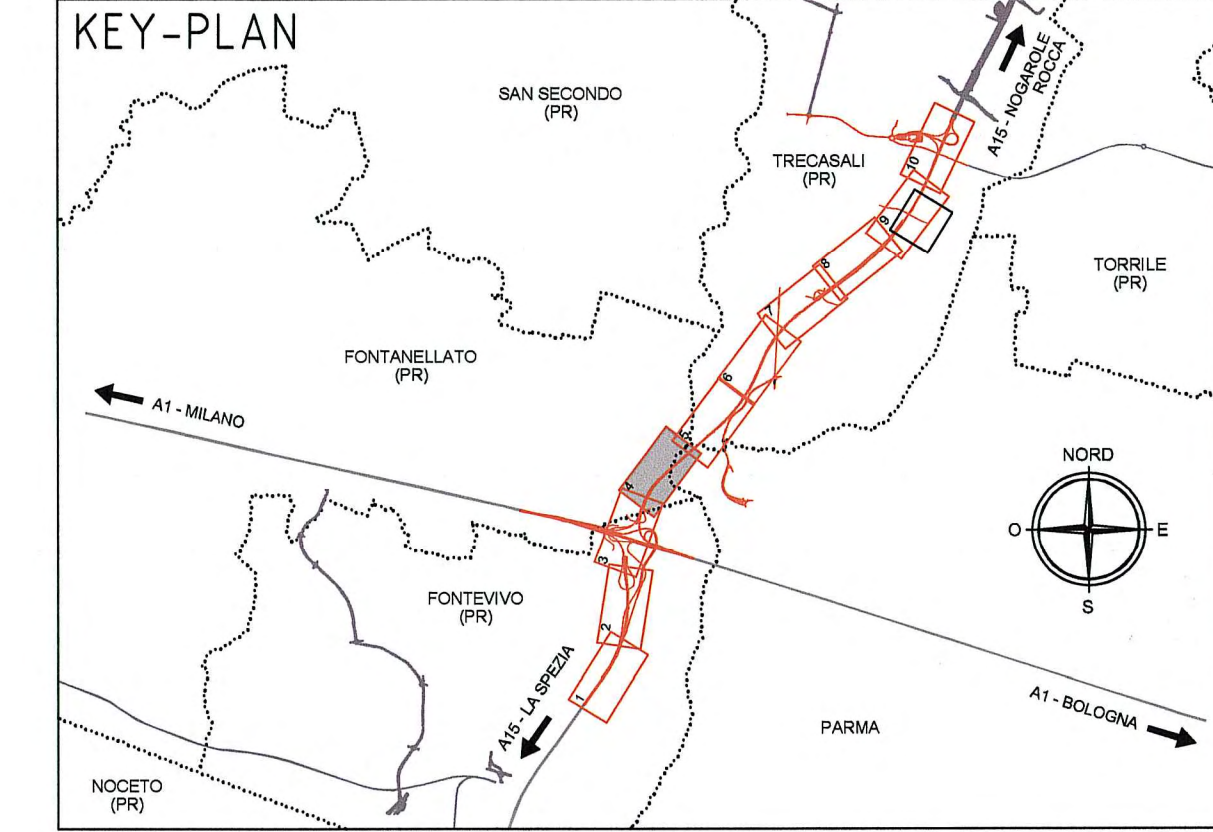 KEY-PLAN
SAN SECONDO
(PR)
A15 - NOGAROLE
ROCCA
TRECASALI
(PR)
10
9
TORRILE
(PR)
8
7
FONTANELLATO
(PR)
6
A1 - MILANO
5
4
NORD
O
E
S
3
FONTEVIVO
(PR)
2
A15 - LA SPEZIA
1
A1 - BOLOGNA
PARMA
NOCETO
(PR)